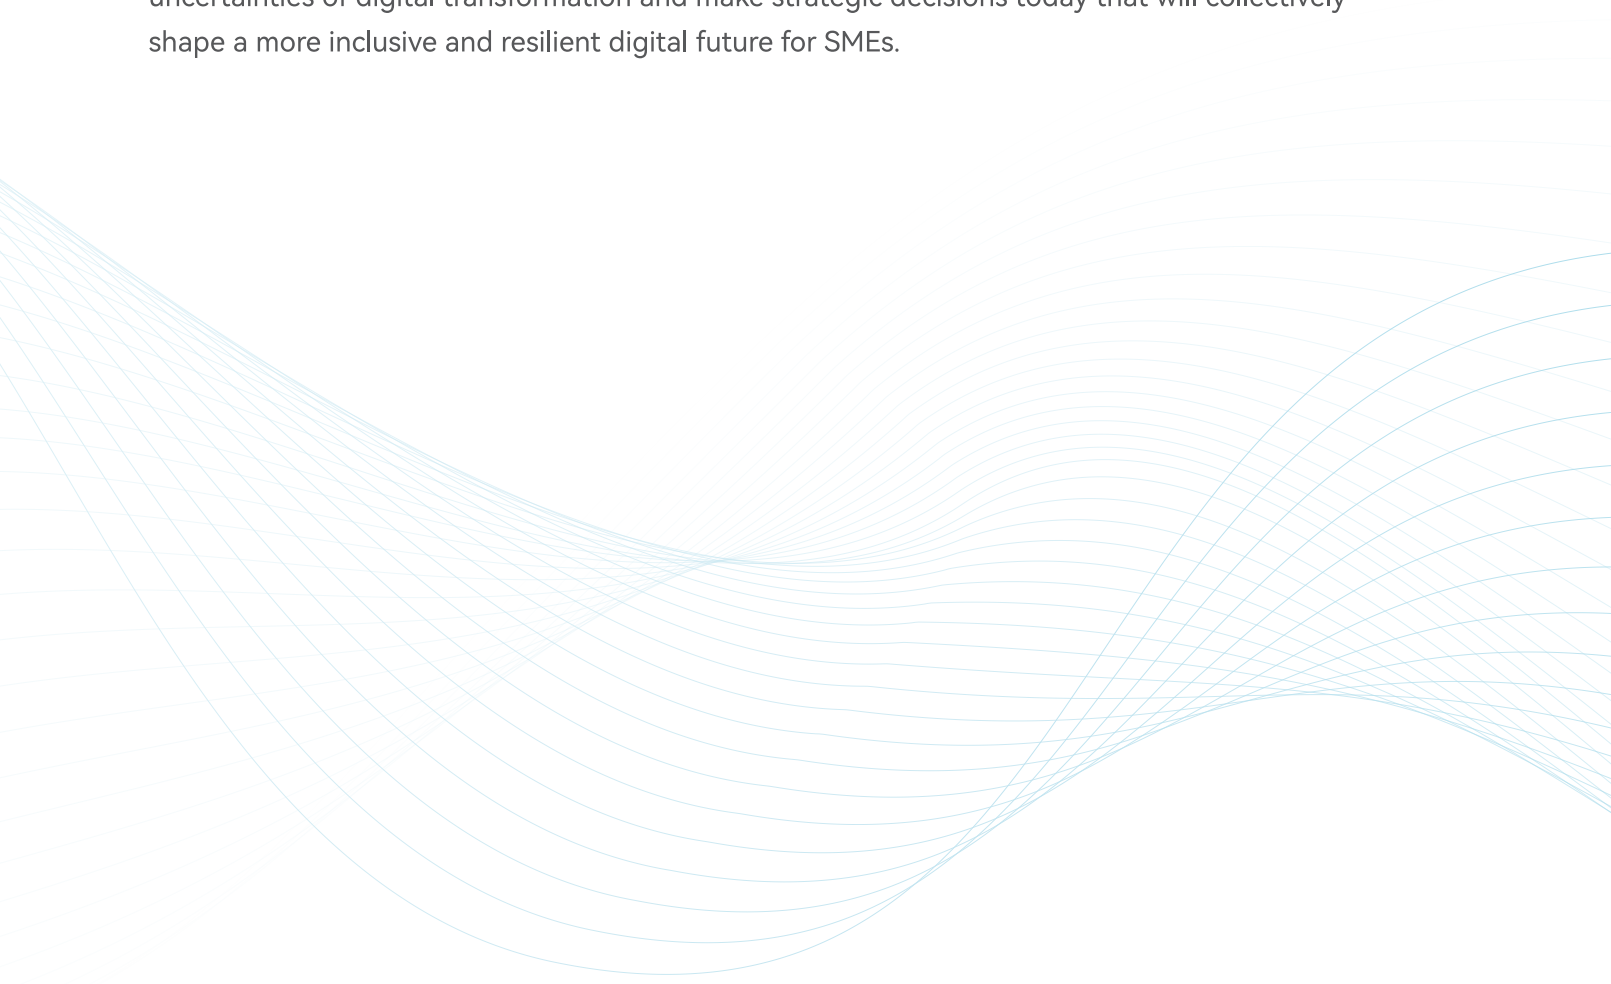 uncertainties of digital transformation and make strategic decisions today that will collectively
shape a more inclusive and resilient digital future for SMEs.